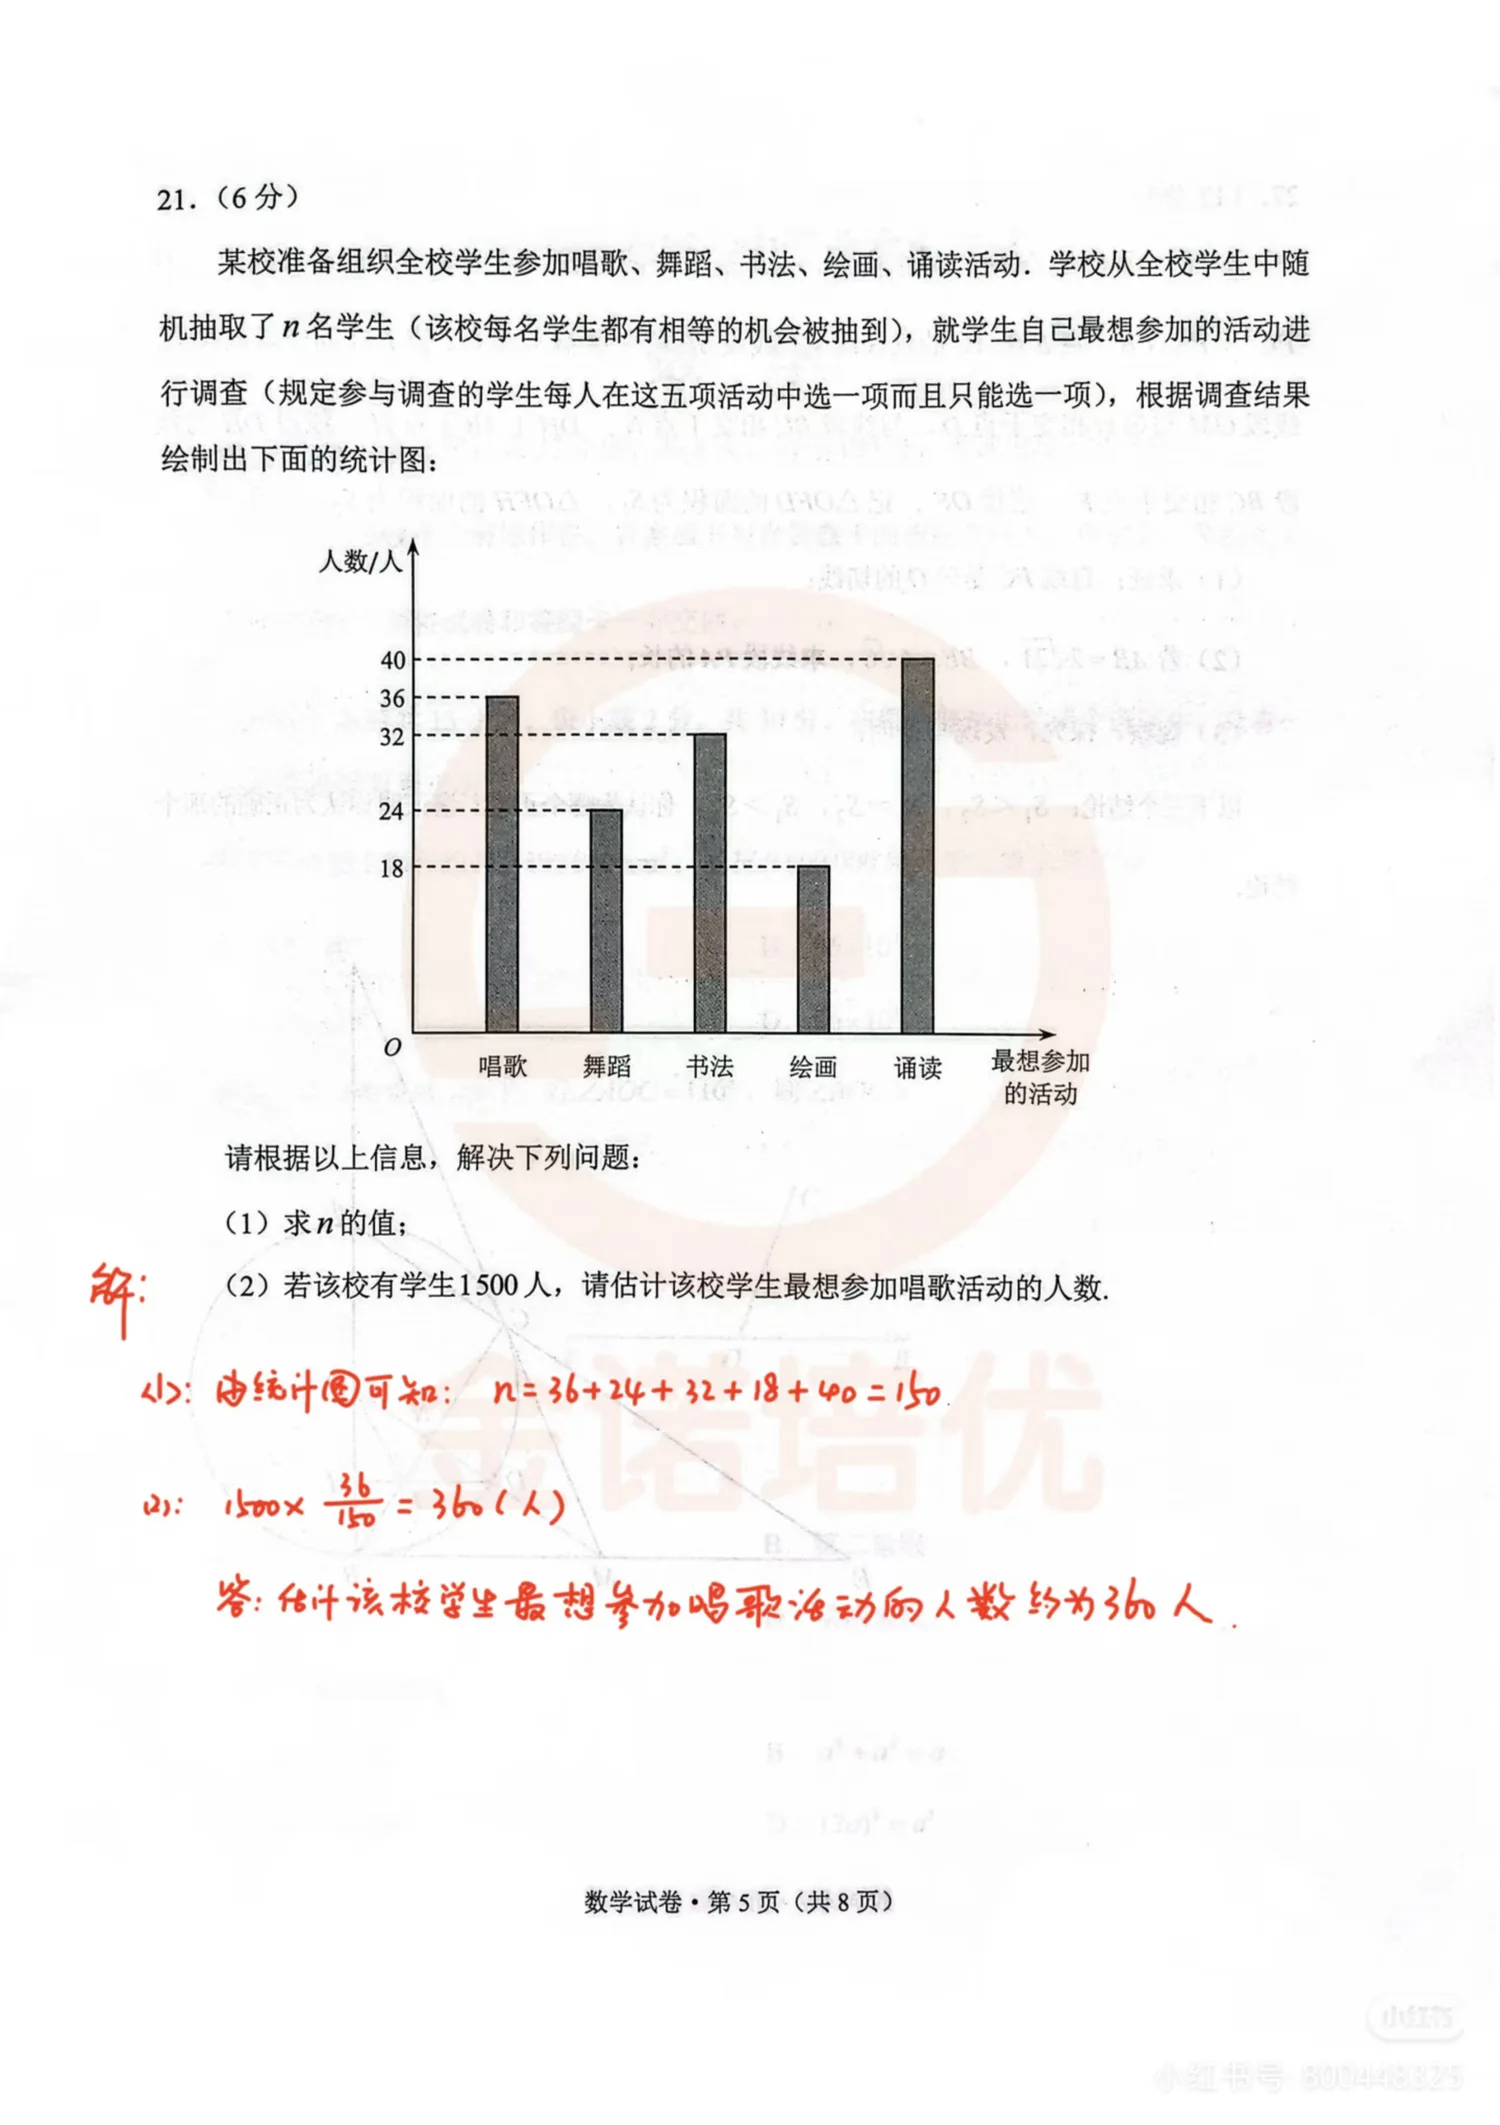 21.（6 分）
某校准备组织全校学生参加唱歌、舞蹈、书法、绘画、诵读活动. 学校从全校学生中随
机抽取了 n 名学生（该校每名学生都有相等的机会被抽到），就学生自己最想参加的活动进
行调查（规定参与调查的学生每人在这五项活动中选一项而且只能选一项），根据调查结果
绘制出下面的统计图：
人数/人
40
36
32
24
18
O
唱歌 舞蹈 书法 绘画 诵读 最想参加
的活动
请根据以上信息，解决下列问题：
（1）求 n 的值；
（2）若该校有学生1500人，请估计该校学生最想参加唱歌活动的人数.
解：
(1)：由统计图可知： n=36+24+32+18+40=150.
(2)： 1500× 36/150 = 360（人）
答：估计该校学生最想参加唱歌活动的人数约为360人.
金诺培优
数学试卷·第 5 页（共 8 页）
小红书
小红书号 800448325